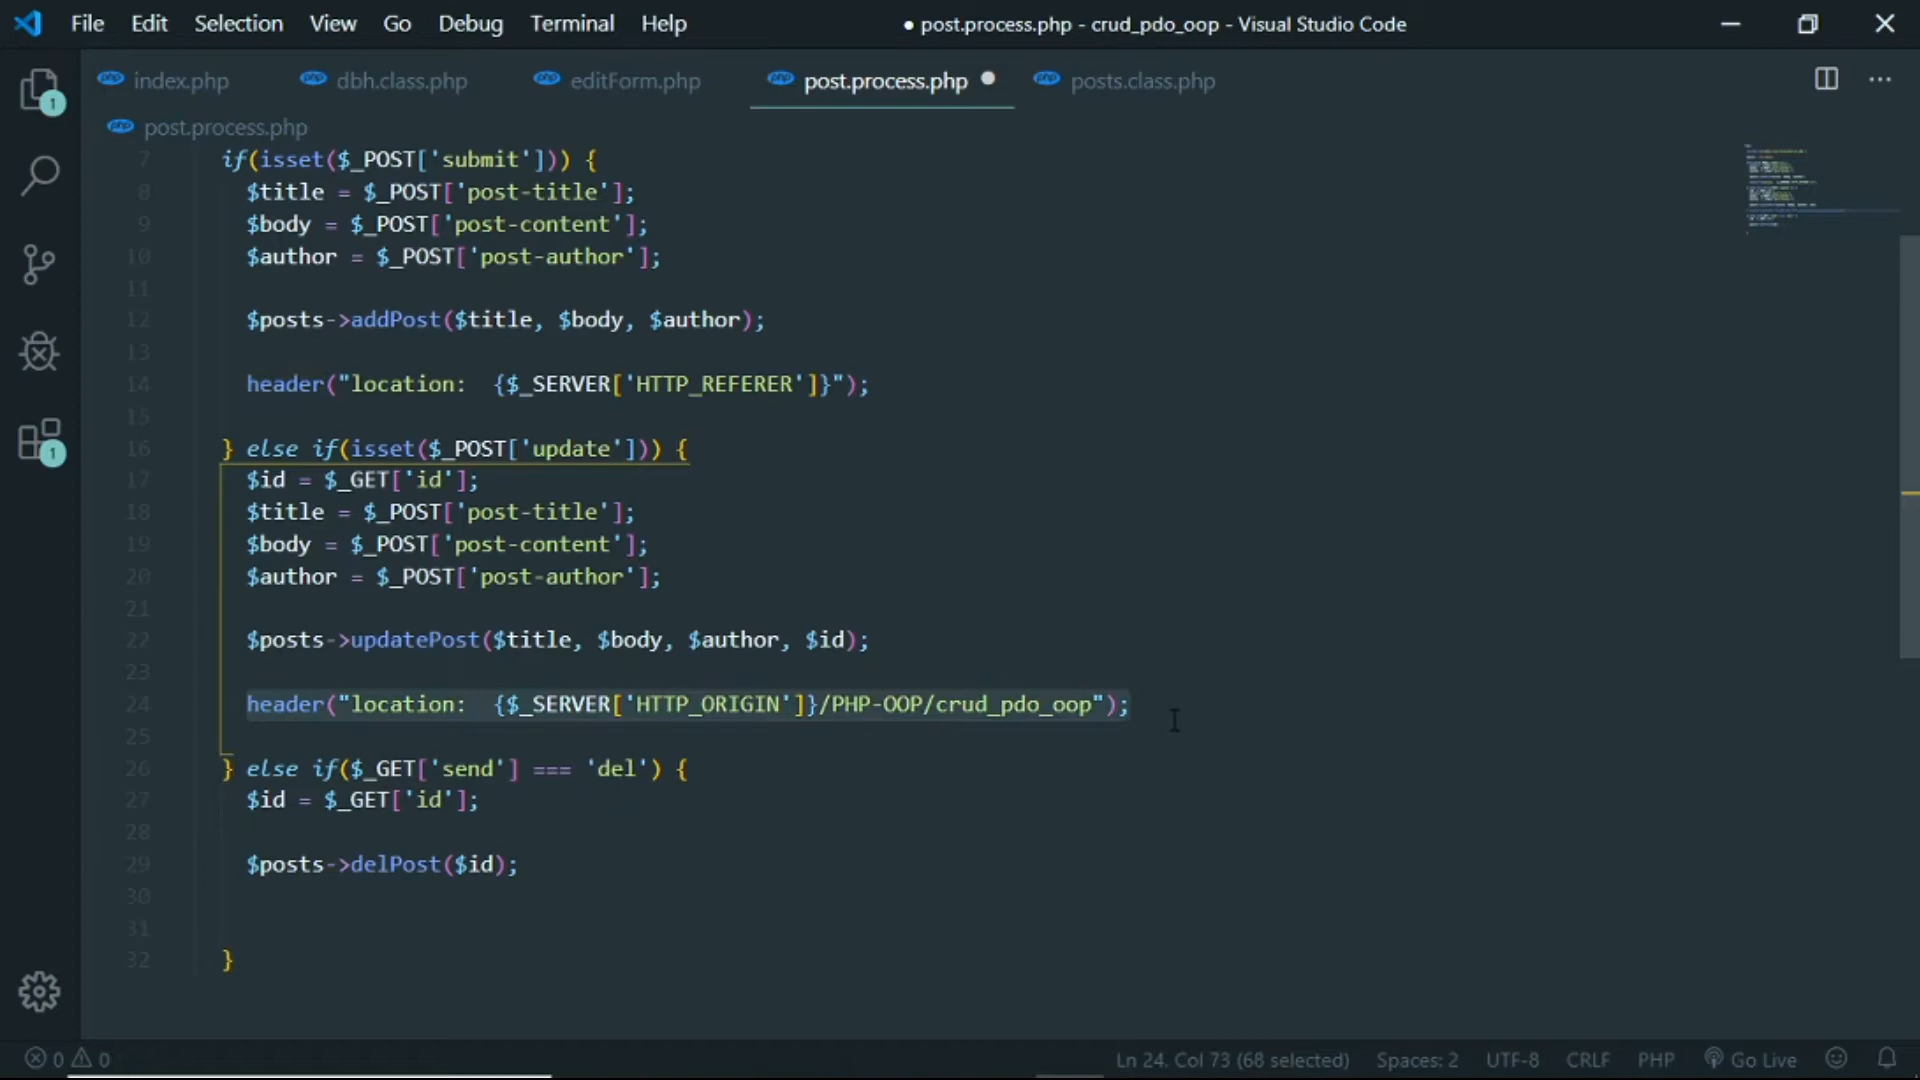 File Edit Selection View Go Debug Terminal Help ● post.process.php - crud_pdo_oop - Visual Studio Code
index.php dbh.class.php editForm.php post.process.php posts.class.php
post.process.php
7 if(isset($_POST['submit'])) {
8 $title = $_POST['post-title'];
9 $body = $_POST['post-content'];
10 $author = $_POST['post-author'];
11
12 $posts->addPost($title, $body, $author);
13
14 header("location:  {$_SERVER['HTTP_REFERER']}");
15
16 } else if(isset($_POST['update'])) {
17 $id = $_GET['id'];
18 $title = $_POST['post-title'];
19 $body = $_POST['post-content'];
20 $author = $_POST['post-author'];
21
22 $posts->updatePost($title, $body, $author, $id);
23
24 header("location:  {$_SERVER['HTTP_ORIGIN']}/PHP-OOP/crud_pdo_oop");
25
26 } else if($_GET['send'] === 'del') {
27 $id = $_GET['id'];
28
29 $posts->delPost($id);
30
31
32 }
1
1
0 0 Ln 24, Col 73 (68 selected) Spaces: 2 UTF-8 CRLF PHP Go Live